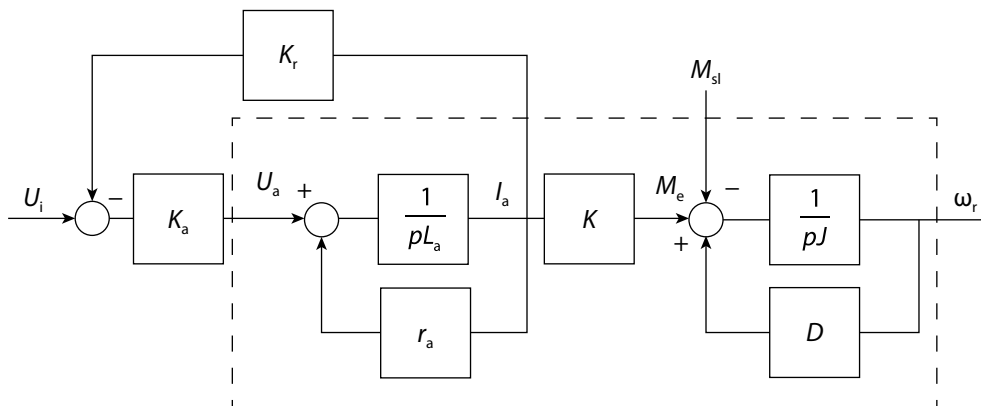 K_r
M_sl
U_i
−
K_a
U_a
+
1
pL_a
I_a
K
M_e
−
+
1
pJ
ω_r
r_a
D